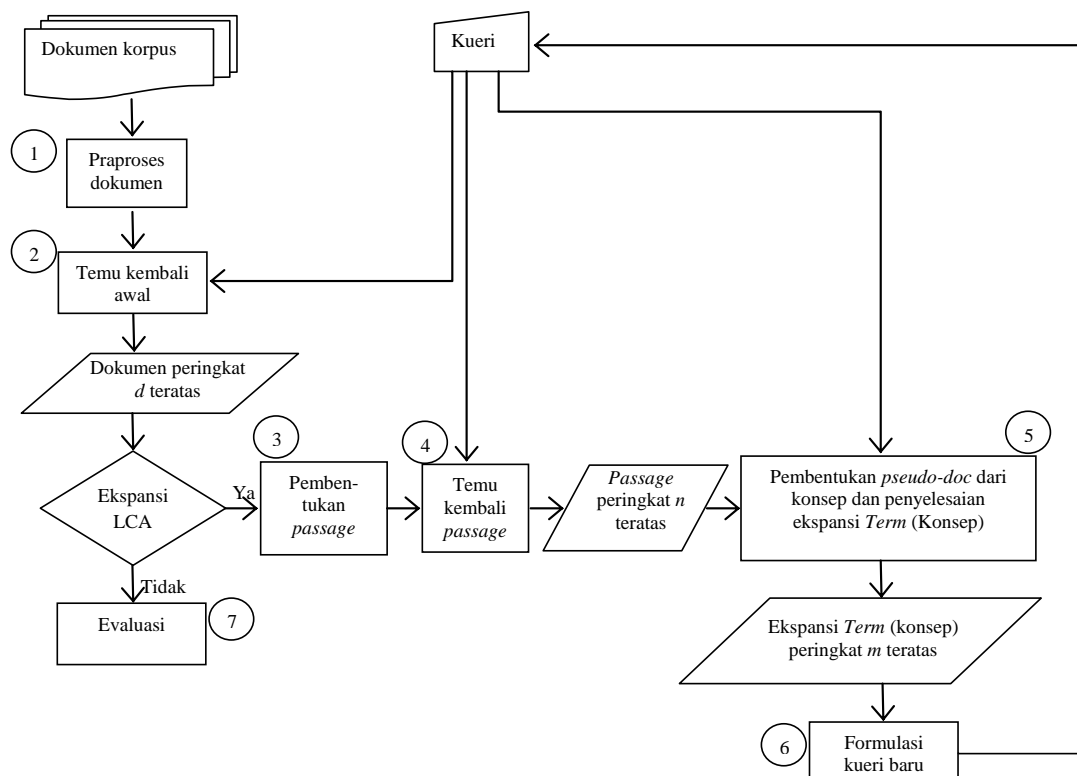 Dokumen korpus
Kueri
1
Praproses
dokumen
2
Temu kembali
awal
Dokumen peringkat
d teratas
Ekspansi
LCA
Ya
Tidak
3
Pemben-
tukan
passage
4
Temu
kembali
passage
Passage
peringkat n
teratas
5
Pembentukan pseudo-doc dari
konsep dan penyelesaian
ekspansi Term (Konsep)
Evaluasi
7
Ekspansi Term (konsep)
peringkat m teratas
6
Formulasi
kueri baru